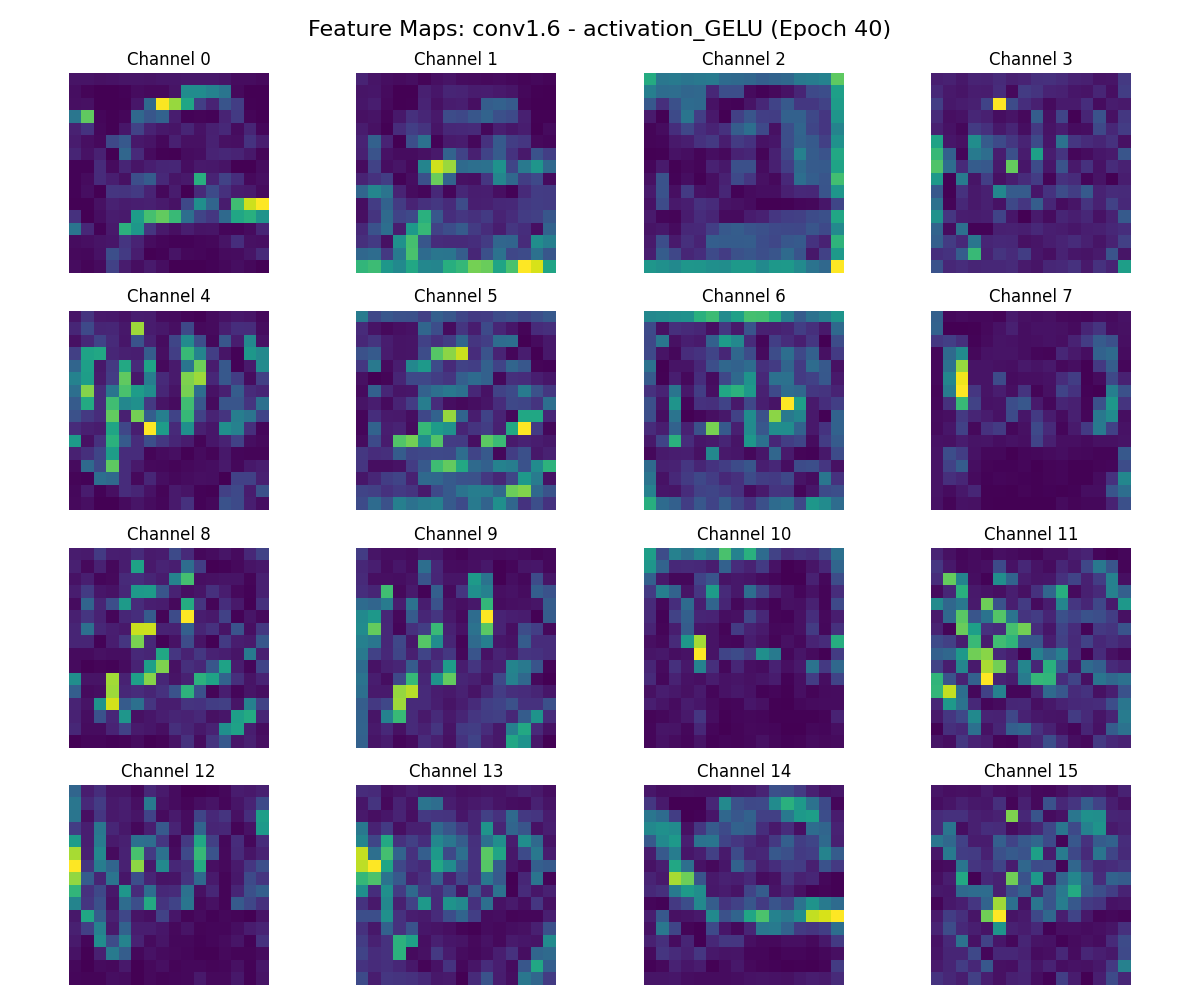 Feature Maps: conv1.6 - activation_GELU (Epoch 40)
Channel 0 Channel 1 Channel 2 Channel 3
Channel 4 Channel 5 Channel 6 Channel 7
Channel 8 Channel 9 Channel 10 Channel 11
Channel 12 Channel 13 Channel 14 Channel 15